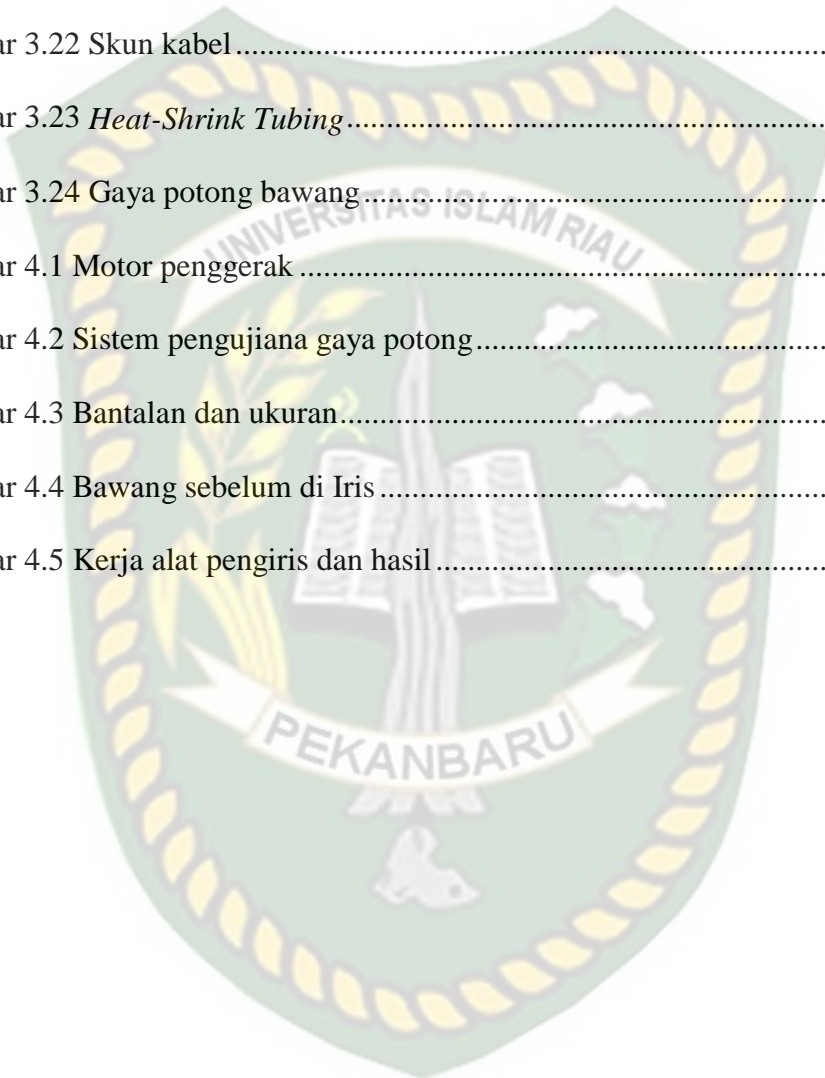 ar 3.22 Skun kabel
ar 3.23 Heat-Shrink Tubing
ar 3.24 Gaya potong bawang
ar 4.1 Motor penggerak
ar 4.2 Sistem pengujiana gaya potong
ar 4.3 Bantalan dan ukuran
ar 4.4 Bawang sebelum di Iris
ar 4.5 Kerja alat pengiris dan hasil
UNIVERSITAS ISLAM RIAU
PEKANBARU